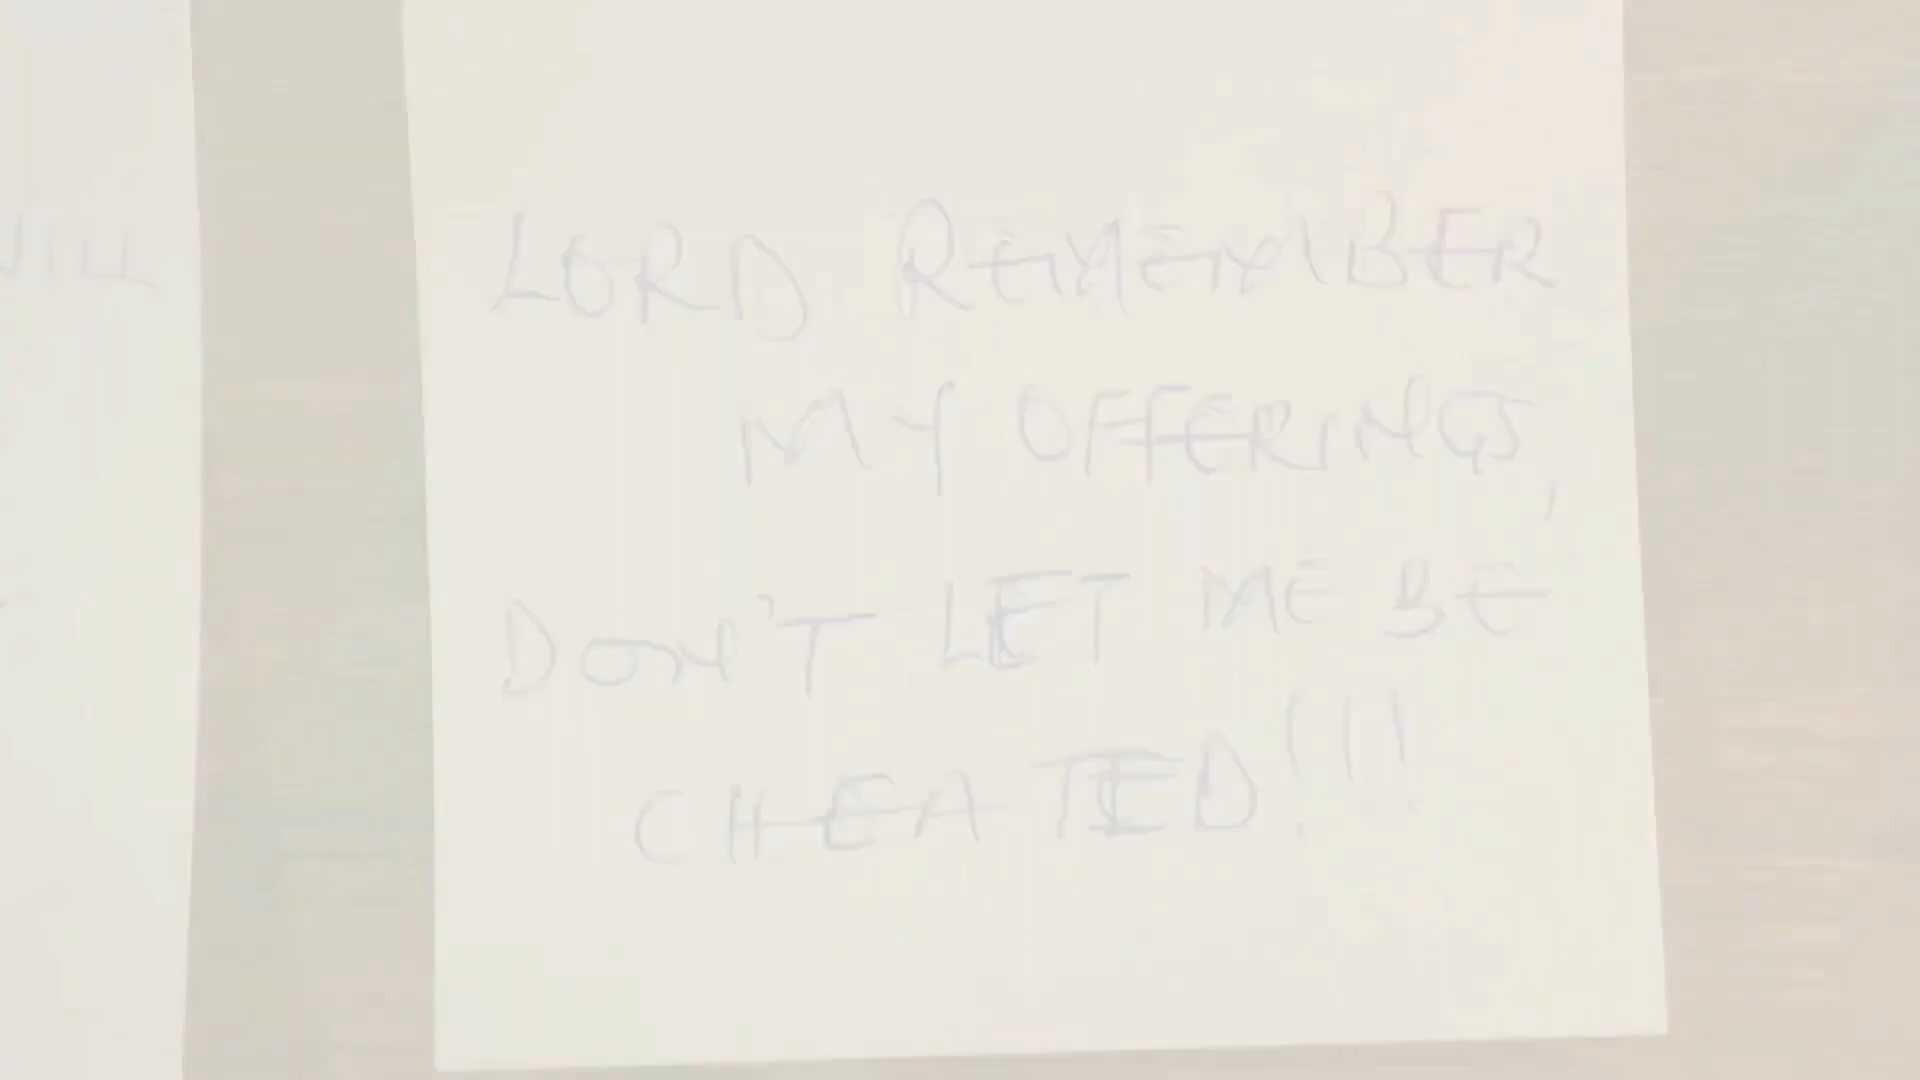 LORD REMEMBER
MY OFFERINGS,
DON'T LET ME BE
CHEATED!!!